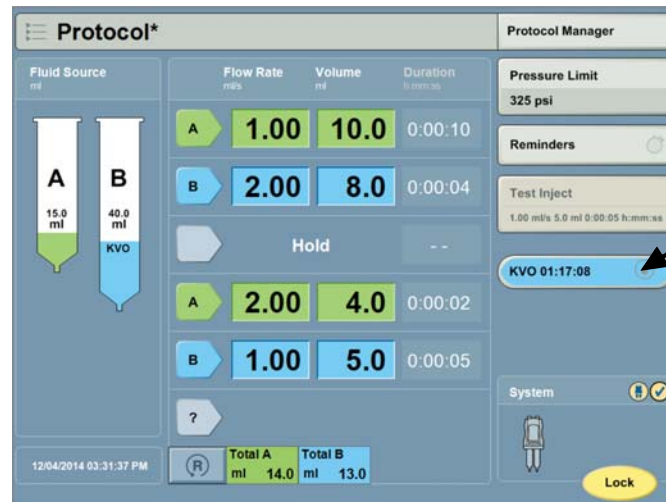 Protocol*
Protocol Manager
Fluid Source
ml
Flow Rate
ml/s
Volume
ml
Duration
h:mm:ss
Pressure Limit
325 psi
A 1.00 10.0 0:00:10
Reminders
A B
15.0 ml
40.0 ml
KVO
B 2.00 8.0 0:00:04
Test Inject
1.00 ml/s 5.0 ml 0:00:05 h:mm:ss
Hold --
KVO 01:17:08
A 2.00 4.0 0:00:02
B 1.00 5.0 0:00:05
System
?
12/04/2014 03:31:37 PM
R
Total A
ml 14.0
Total B
ml 13.0
Lock